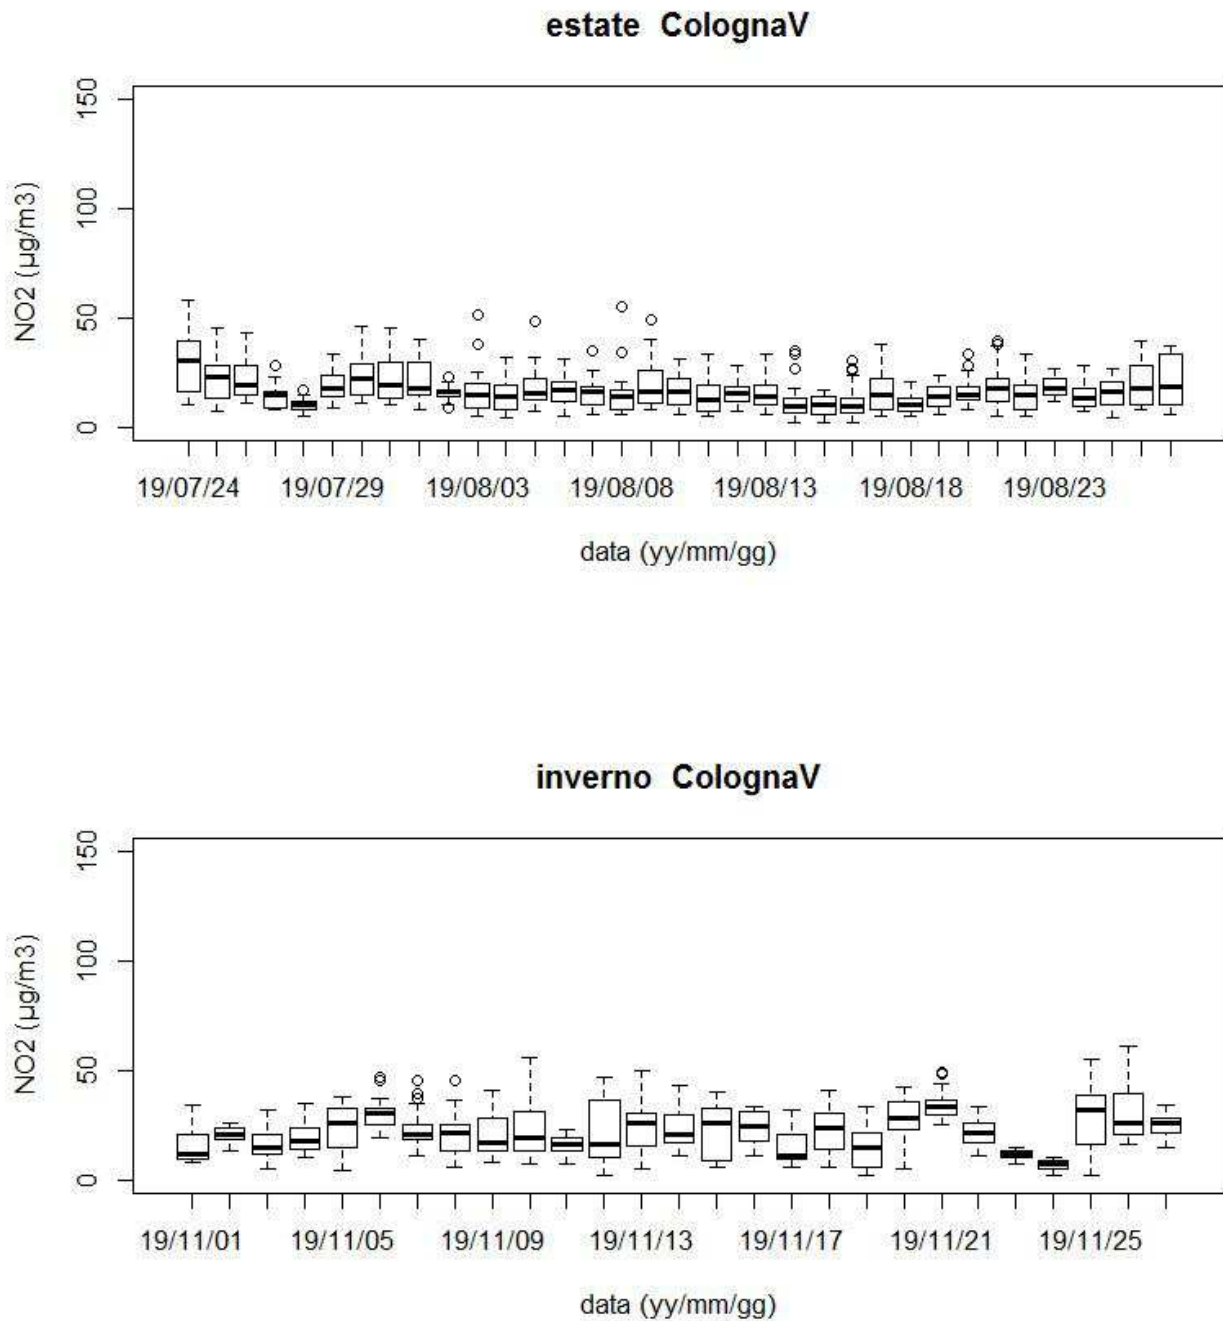 estate ColognaV
150
100
50
0
NO2 (µg/m3)
19/07/24 19/07/29 19/08/03 19/08/08 19/08/13 19/08/18 19/08/23
data (yy/mm/gg)
inverno ColognaV
150
100
50
0
NO2 (µg/m3)
19/11/01 19/11/05 19/11/09 19/11/13 19/11/17 19/11/21 19/11/25
data (yy/mm/gg)